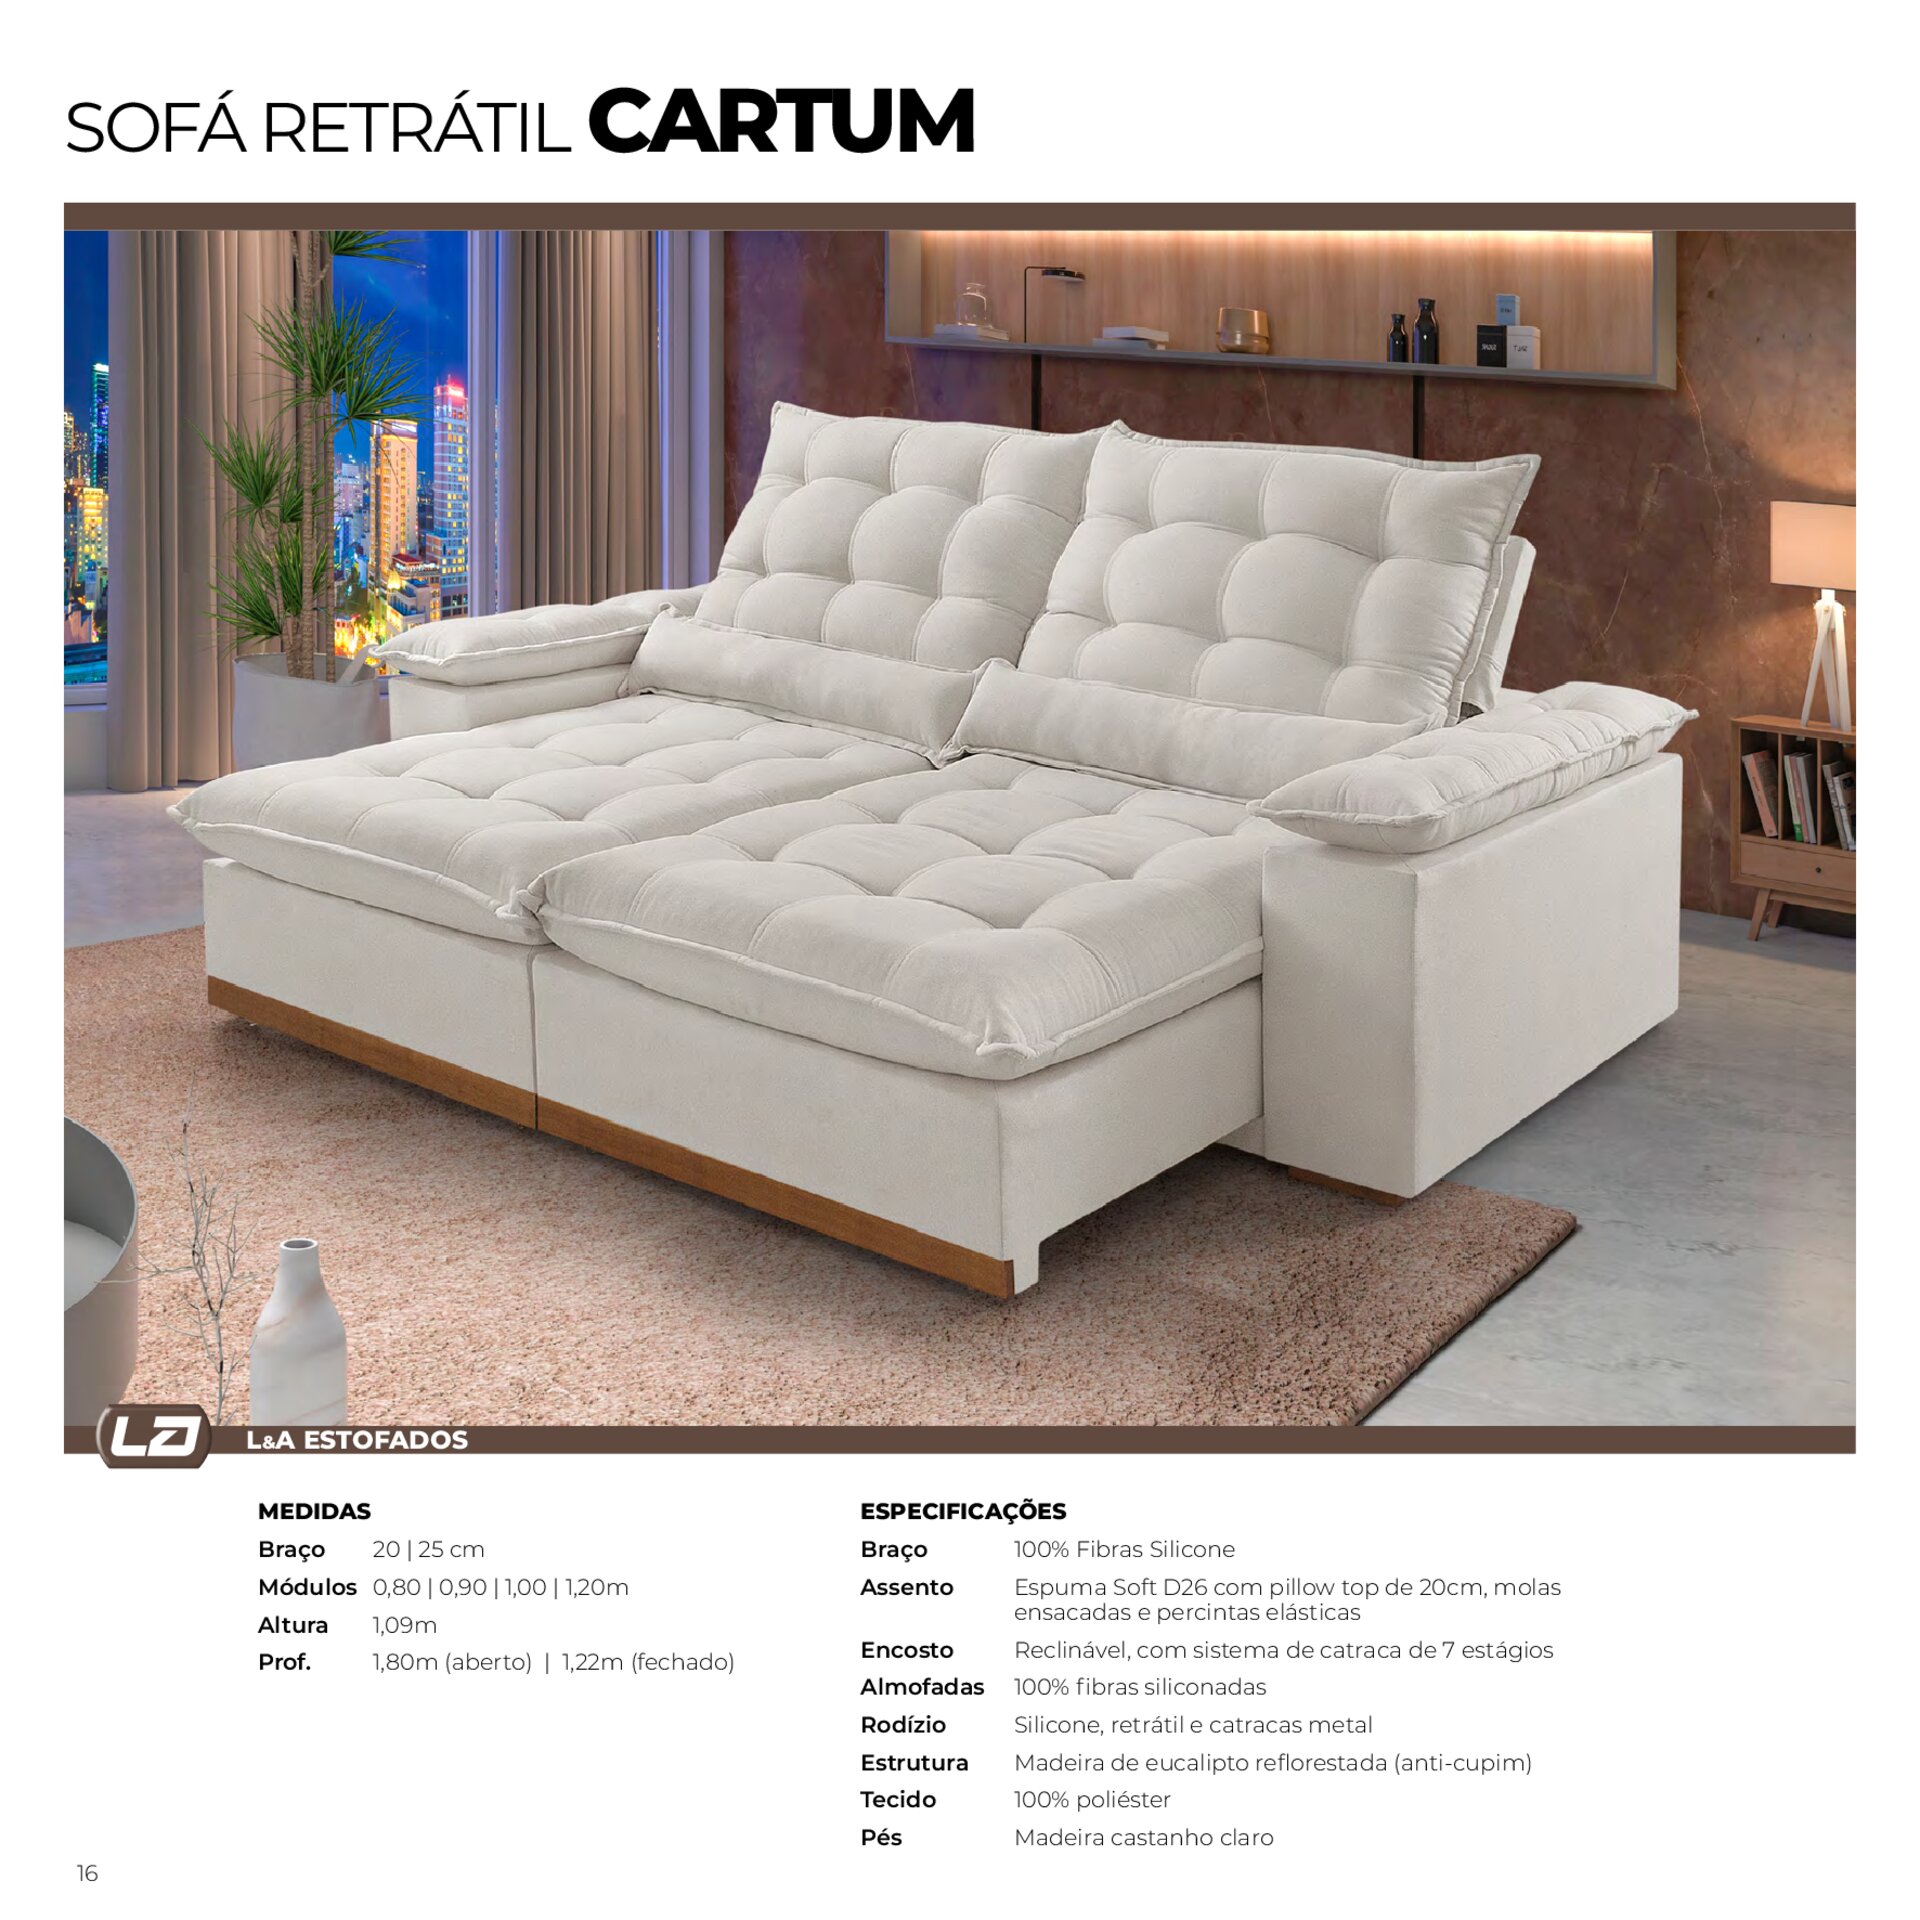 SOFÁ RETRÁTIL CARTUM
LA L&A ESTOFADOS
MEDIDAS
Braço 20 | 25 cm
Módulos 0,80 | 0,90 | 1,00 | 1,20m
Altura 1,09m
Prof. 1,80m (aberto) | 1,22m (fechado)
ESPECIFICAÇÕES
Braço 100% Fibras Silicone
Assento Espuma Soft D26 com pillow top de 20cm, molas
ensacadas e percintas elásticas
Encosto Reclinável, com sistema de catraca de 7 estágios
Almofadas 100% fibras siliconadas
Rodízio Silicone, retrátil e catracas metal
Estrutura Madeira de eucalipto reflorestada (anti-cupim)
Tecido 100% poliéster
Pés Madeira castanho claro
16